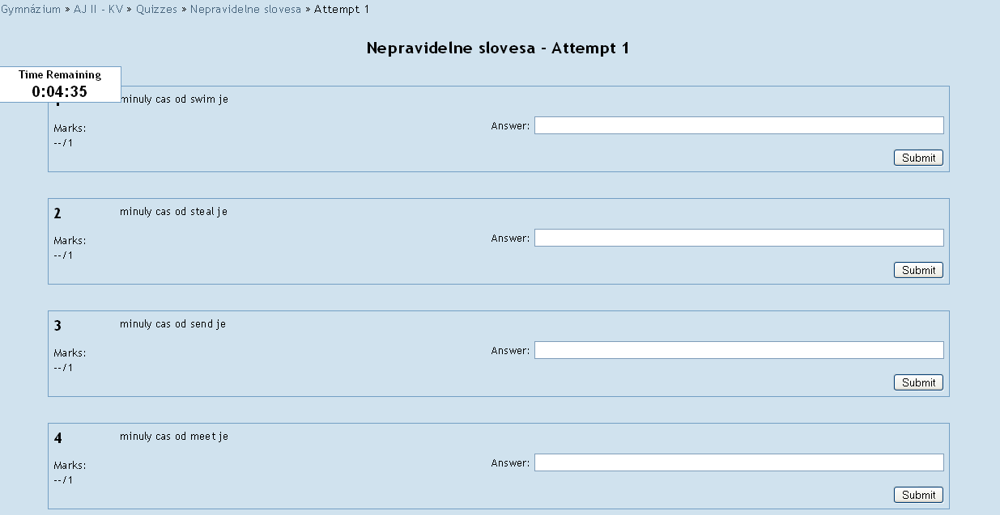 Gymnázium » AJ II - KV » Quizzes » Nepravidelne slovesa » Attempt 1
Nepravidelne slovesa - Attempt 1
Time Remaining
0:04:35
minuly cas od swim je
Marks:
--/1
Answer:
Submit
2
minuly cas od steal je
Marks:
--/1
Answer:
Submit
3
minuly cas od send je
Marks:
--/1
Answer:
Submit
4
minuly cas od meet je
Marks:
--/1
Answer:
Submit